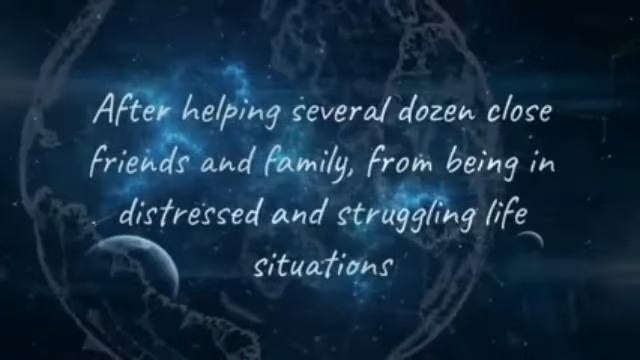 After helping several dozen close
friends and family, from being in
distressed and struggling life
situations